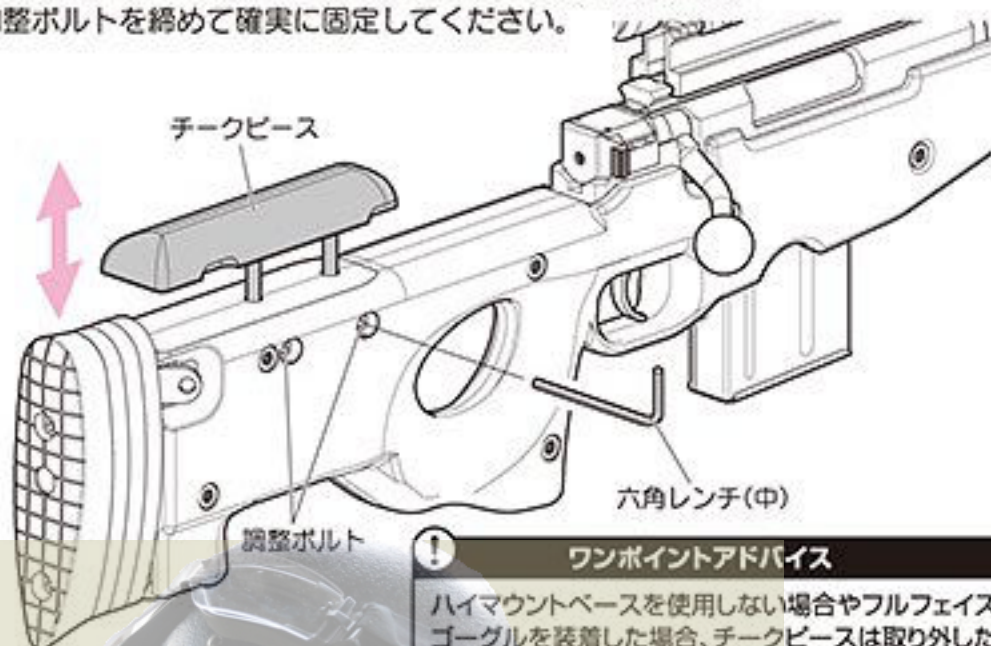 整ボルトを締めて確実に固定してください。
チークピース
六角レンチ(中)
調整ボルト
ワンポイントアドバイス
ハイマウントベースを使用しない場合やフルフェイス
ゴーグルを装着した場合、チークピースは取り外した